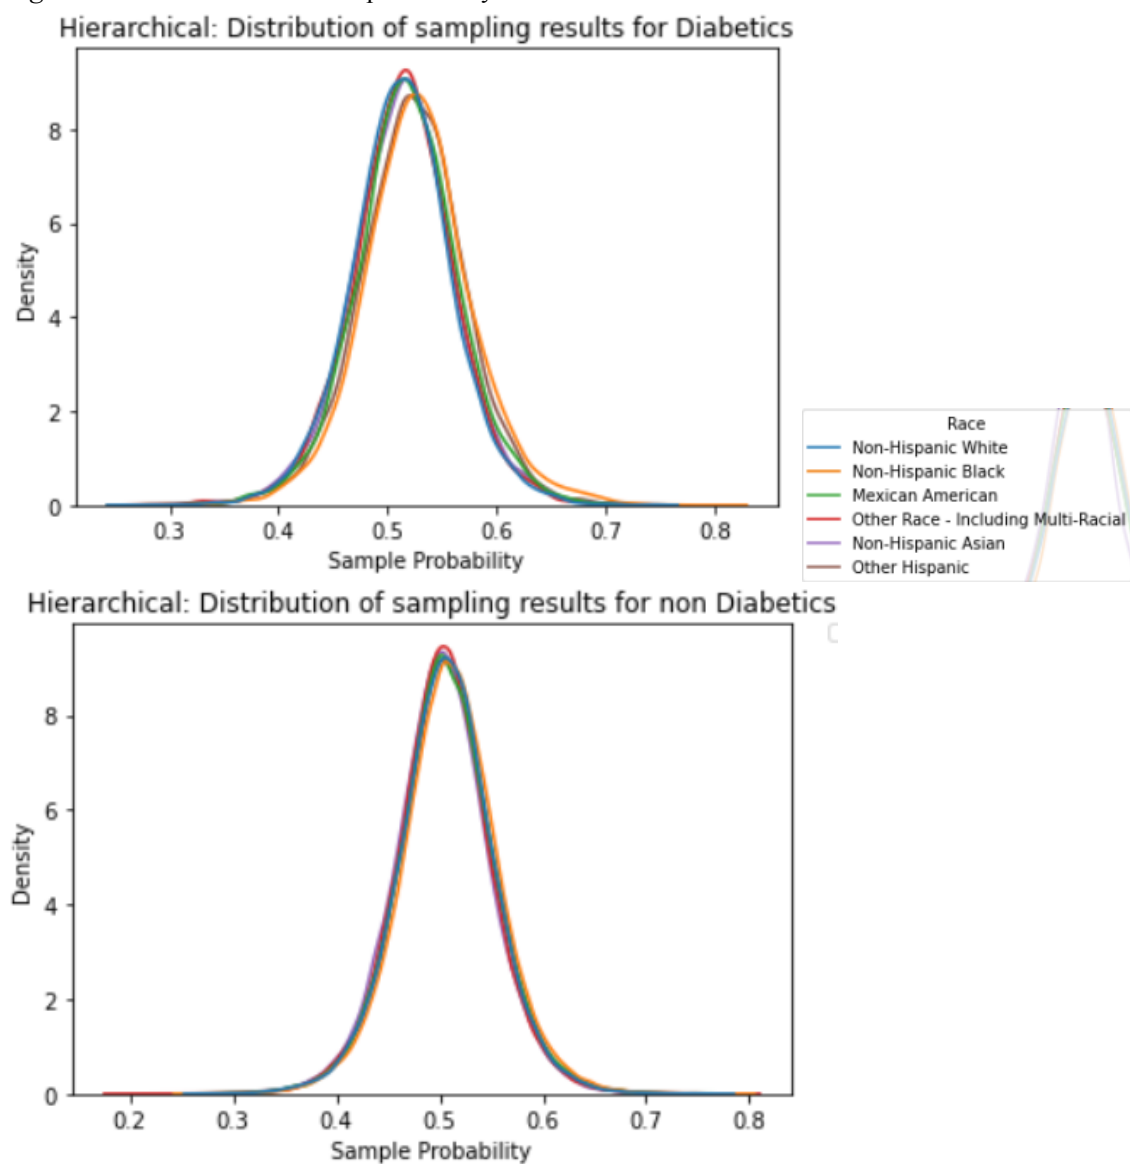 Hierarchical: Distribution of sampling results for Diabetics
8
6
4
2
0
Density
0.3 0.4 0.5 0.6 0.7 0.8
Sample Probability
Race
Non-Hispanic White
Non-Hispanic Black
Mexican American
Other Race - Including Multi-Racial
Non-Hispanic Asian
Other Hispanic
Hierarchical: Distribution of sampling results for non Diabetics
8
6
4
2
0
Density
0.2 0.3 0.4 0.5 0.6 0.7 0.8
Sample Probability